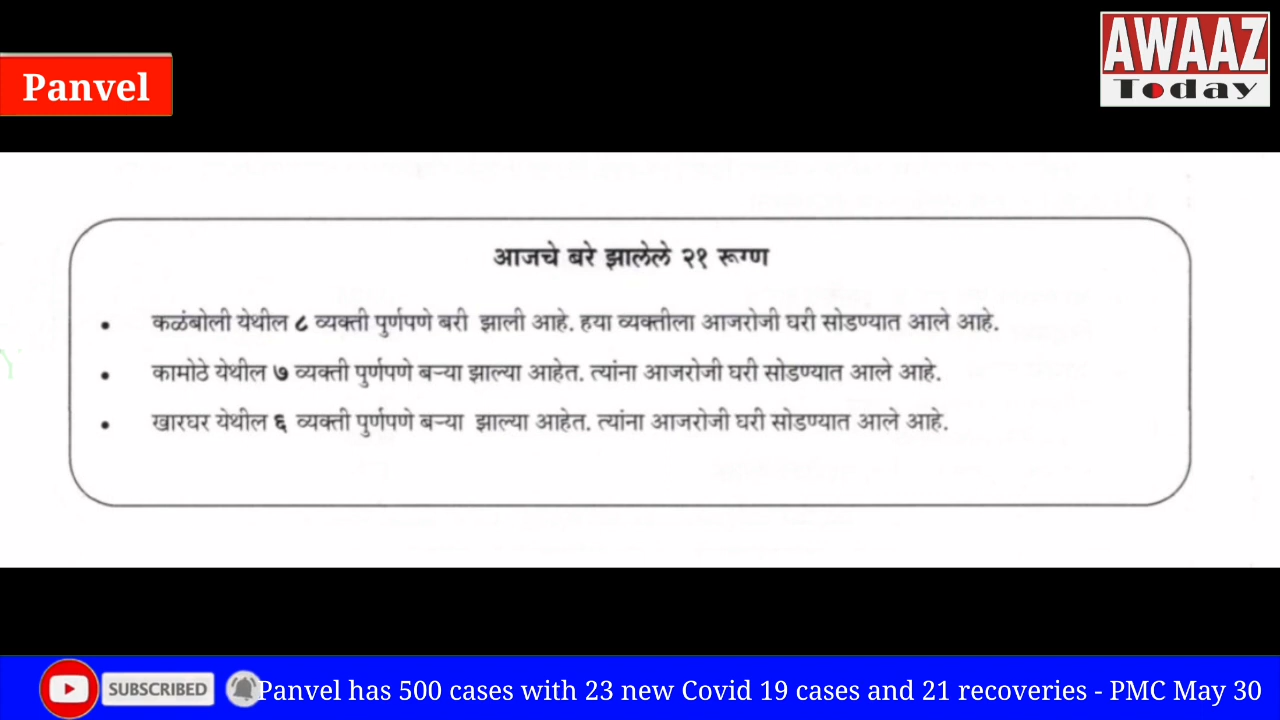 Panvel
AWAAZ
Today
आजचे बरे झालेले २१ रूग्ण
• कळंबोली येथील ८ व्यक्ती पुर्णपणे बरी झाली आहे. हया व्यक्तीला आजरोजी घरी सोडण्यात आले आहे.
• कामोठे येथील ७ व्यक्ती पुर्णपणे बऱ्या झाल्या आहेत. त्यांना आजरोजी घरी सोडण्यात आले आहे.
• खारघर येथील ६ व्यक्ती पुर्णपणे बऱ्या झाल्या आहेत. त्यांना आजरोजी घरी सोडण्यात आले आहे.
SUBSCRIBED
Panvel has 500 cases with 23 new Covid 19 cases and 21 recoveries - PMC May 30